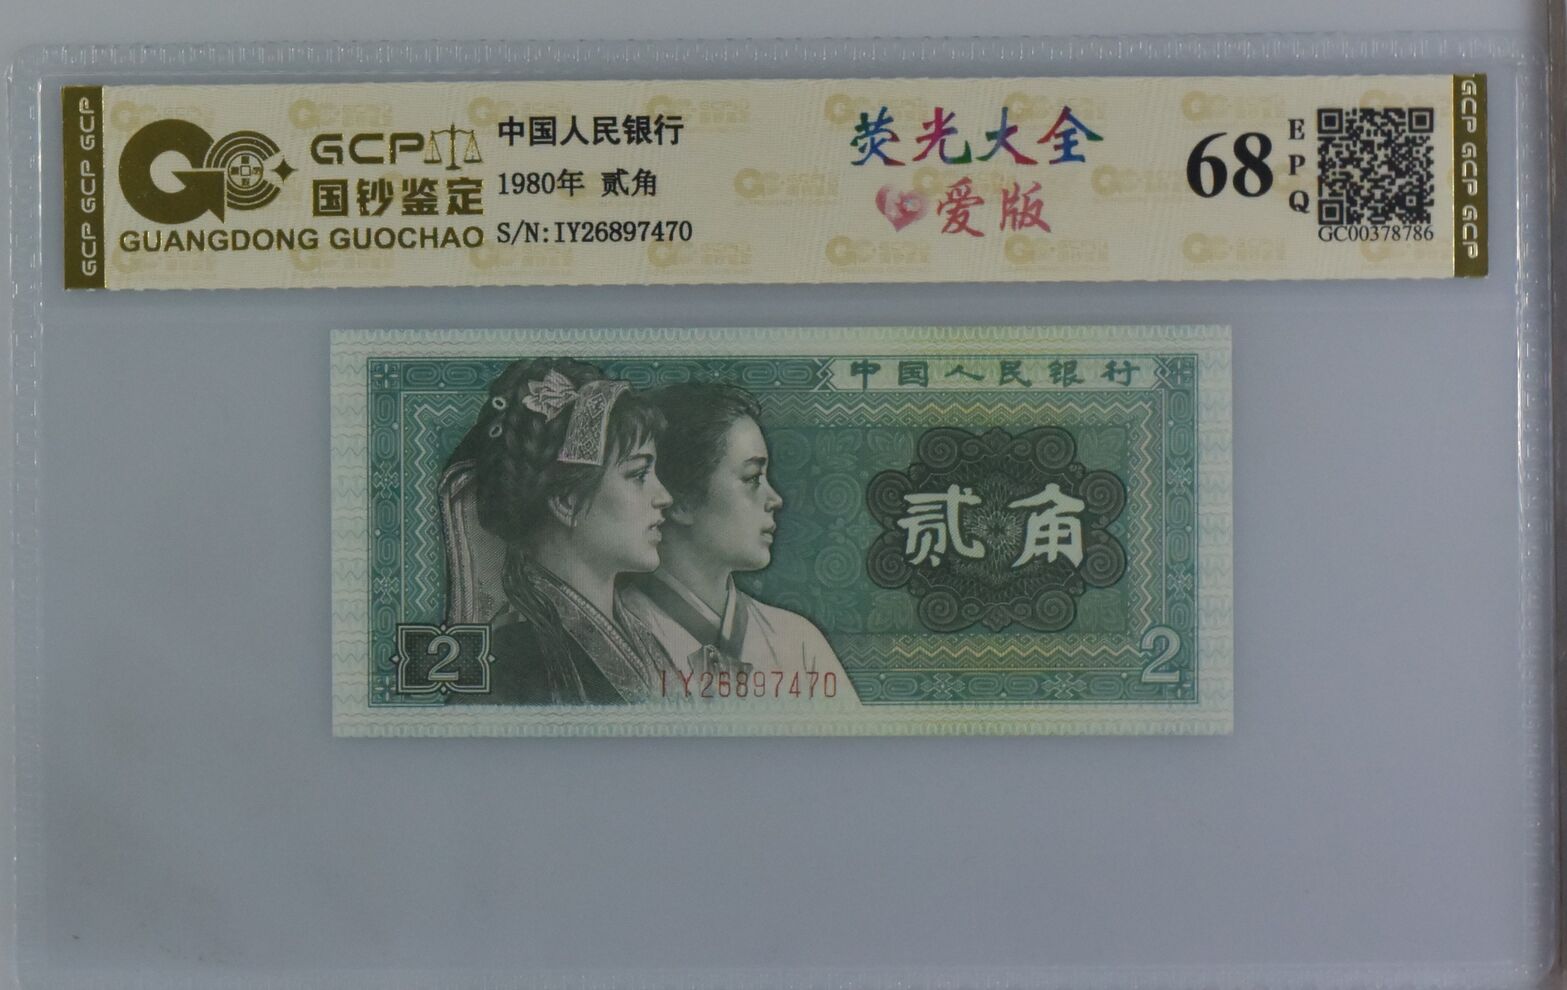 GCP GCP GCP
GCP
国钞鉴定
GUANGDONG GUOCHAO
中国人民银行
1980年 贰角
S/N:IY26897470
荧光大全
爱版
68
EPQ
GC00378786
GCP GCP GCP
中国人民银行
贰角
2
2
IY26897470